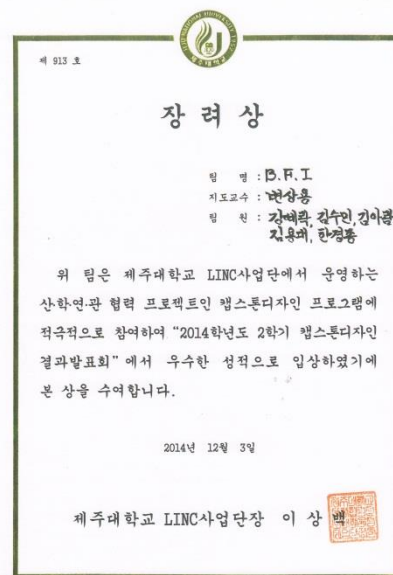 제 913 호
제주대학교
장 려 상
팀 명 : B.F.I
지도교수 : 변상용
팀 원 : 김수민, 김아람
김용대, 한경종
위 팀은 제주대학교 LINC사업단에서 운영하는
산학연·관 협력 프로젝트인 캡스톤디자인 프로그램에
적극적으로 참여하여 “2014학년도 2학기 캡스톤디자인
결과발표회”에서 우수한 성적으로 입상하였기에
본 상을 수여합니다.
2014년 12월 3일
제주대학교 LINC사업단장 이 상 백